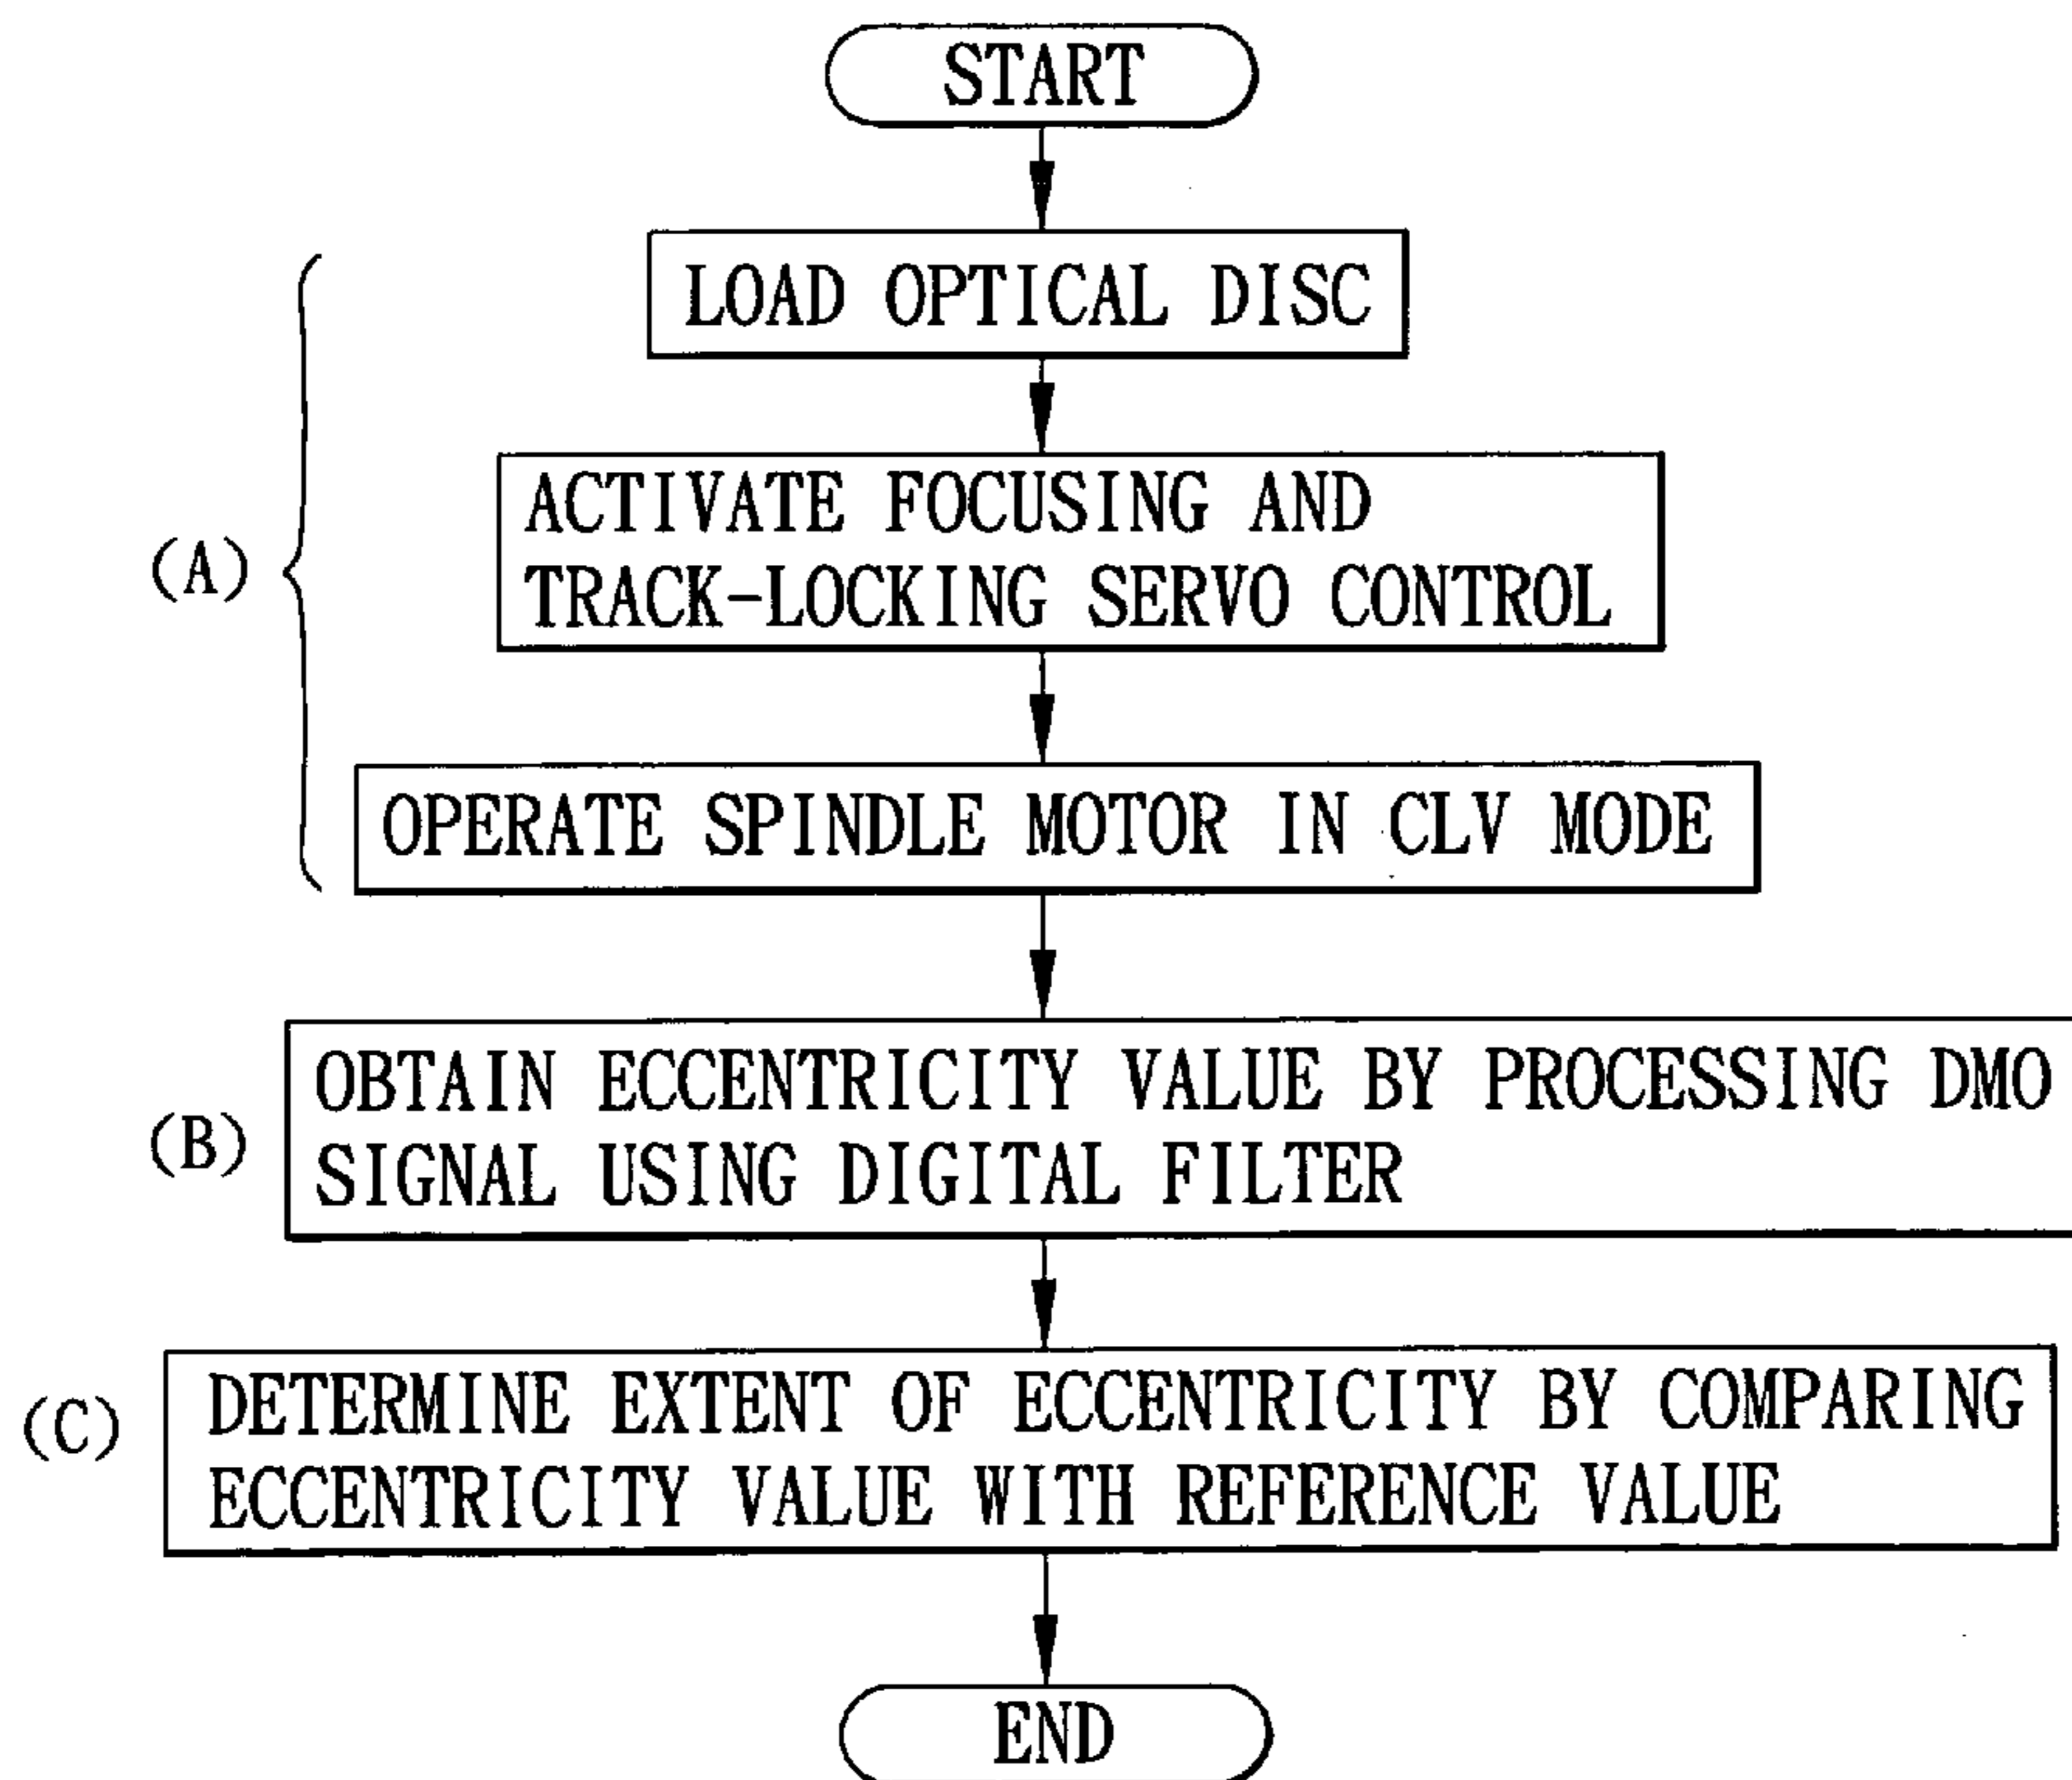 START
LOAD OPTICAL DISC
ACTIVATE FOCUSING AND
TRACK-LOCKING SERVO CONTROL
(A)
OPERATE SPINDLE MOTOR IN CLV MODE
OBTAIN ECCENTRICITY VALUE BY PROCESSING DMO
(B)
SIGNAL USING DIGITAL FILTER
(C)
DETERMINE EXTENT OF ECCENTRICITY BY COMPARING
ECCENTRICITY VALUE WITH REFERENCE VALUE
END